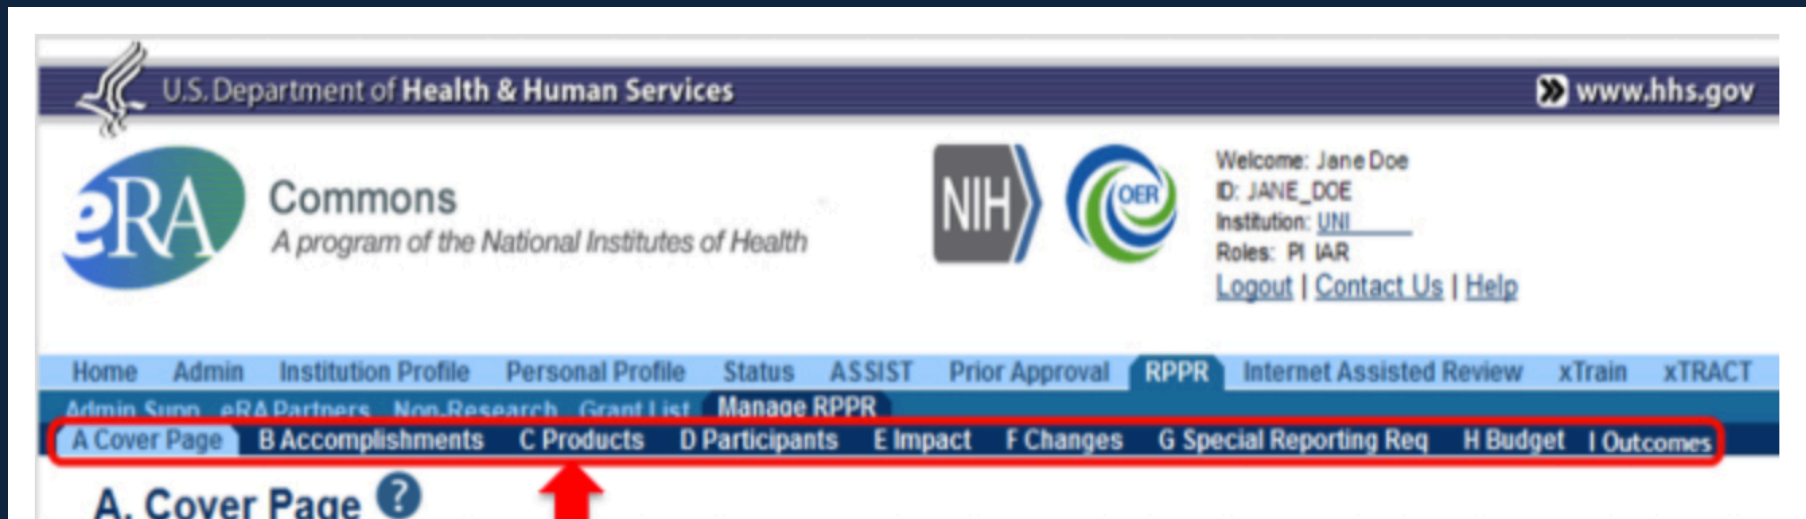 U.S. Department of Health & Human Services
www.hhs.gov
eRA
Commons
A program of the National Institutes of Health
NIH
OER
Welcome: Jane Doe
ID: JANE_DOE
Institution: UNI
Roles: PI IAR
Logout | Contact Us | Help
Home Admin Institution Profile Personal Profile Status ASSIST Prior Approval RPPR Internet Assisted Review xTrain xTRACT
Admin Supp eRA Partners Non-Research Grant List Manage RPPR
A Cover Page B Accomplishments C Products D Participants E Impact F Changes G Special Reporting Req H Budget I Outcomes
A. Cover Page ?